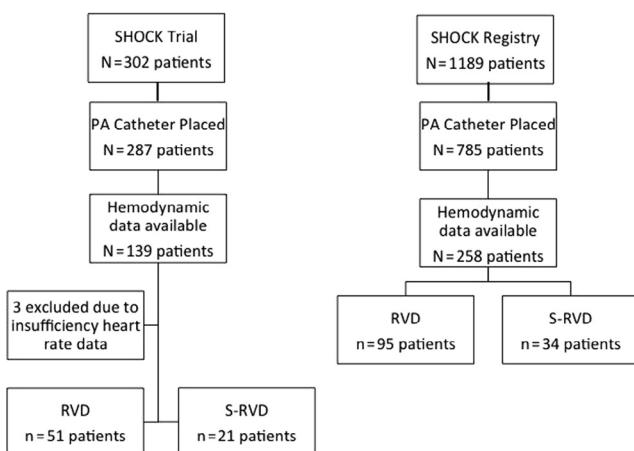 SHOCK Trial
N=302 patients
PA Catheter Placed
N=287 patients
Hemodynamic
data available
N=139 patients
3 excluded due to
insufficiency heart
rate data
RVD
n=51 patients
S-RVD
n=21 patients
SHOCK Registry
N=1189 patients
PA Catheter Placed
N=785 patients
Hemodynamic
data available
N=258 patients
RVD
n=95 patients
S-RVD
n=34 patients